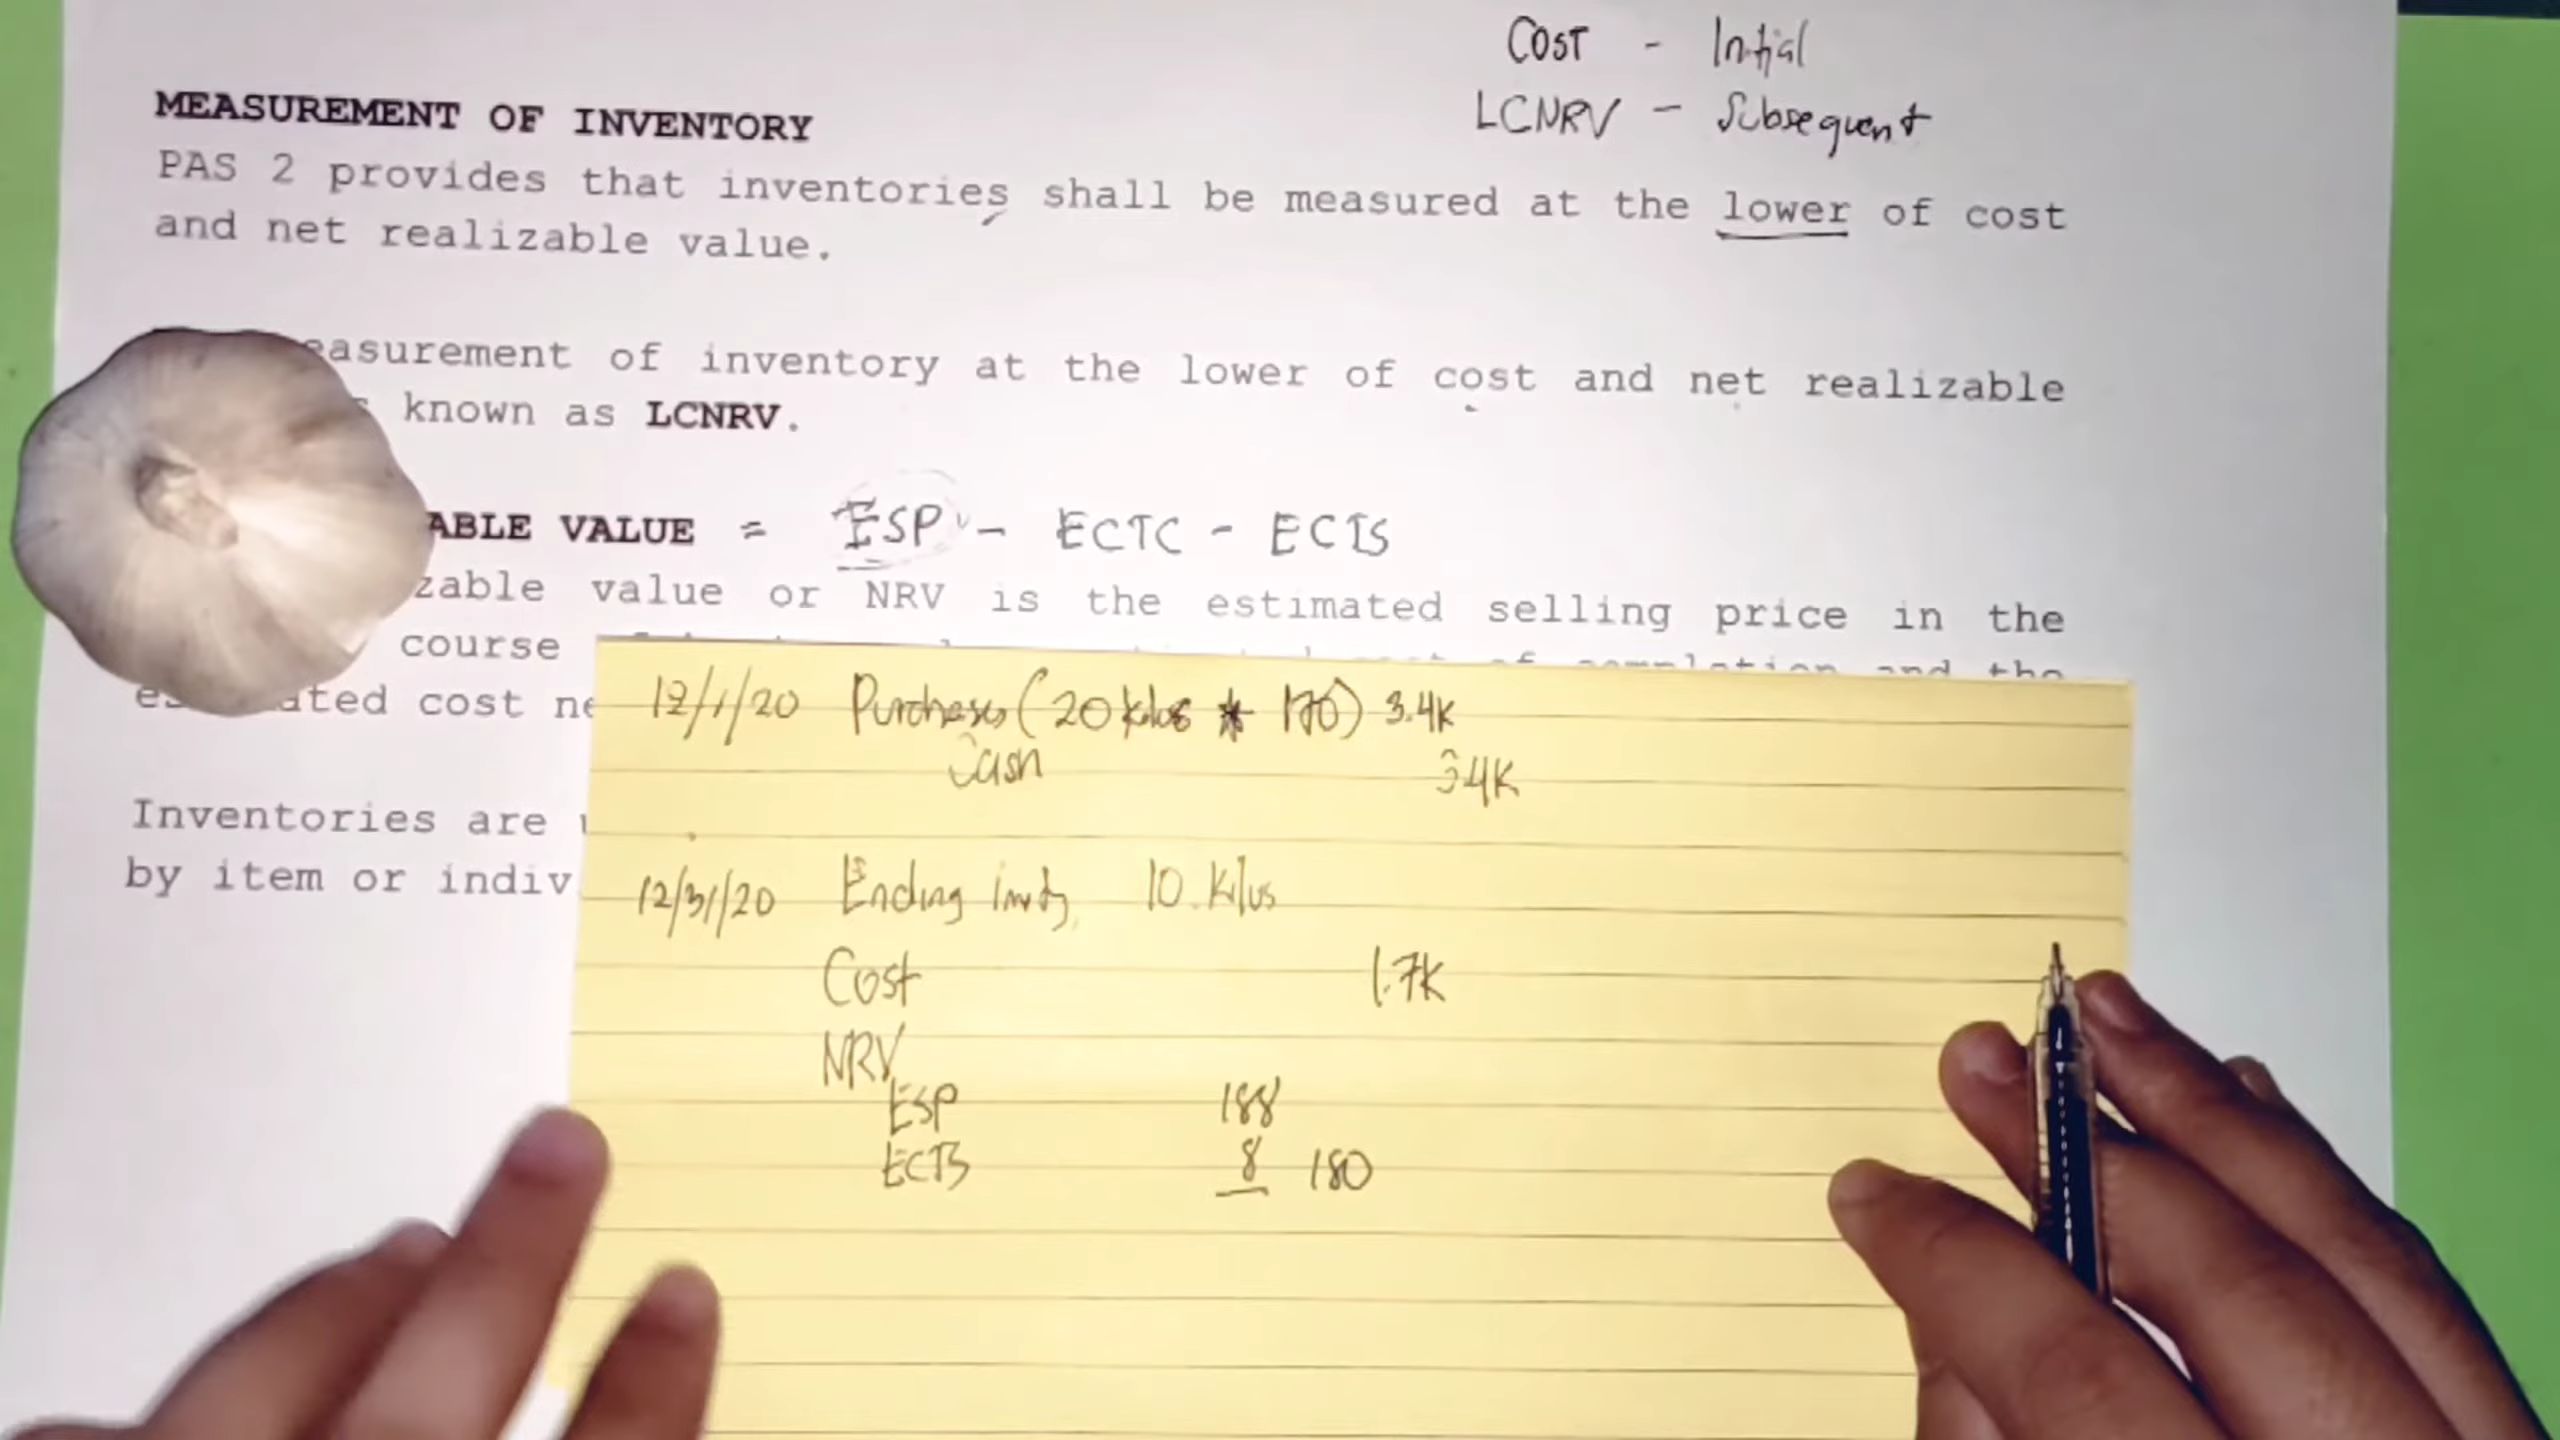 COST - Initial
LCNRV - Subsequent
MEASUREMENT OF INVENTORY
PAS 2 provides that inventories shall be measured at the lower of cost
and net realizable value.
easurement of inventory at the lower of cost and net realizable
known as LCNRV.
ABLE VALUE = ESP - ECTC - ECTS
zable value or NRV is the estimated selling price in the
course of completion and the
ated cost ne
Inventories are
by item or indiv
12/1/20 Purchases (20 kilos * 170) 3.4K
Cash 3.4K
12/31/20 Ending Invty, 10 Kilos
Cost 1.7K
NRV
ESP 188
ECTS 8 180